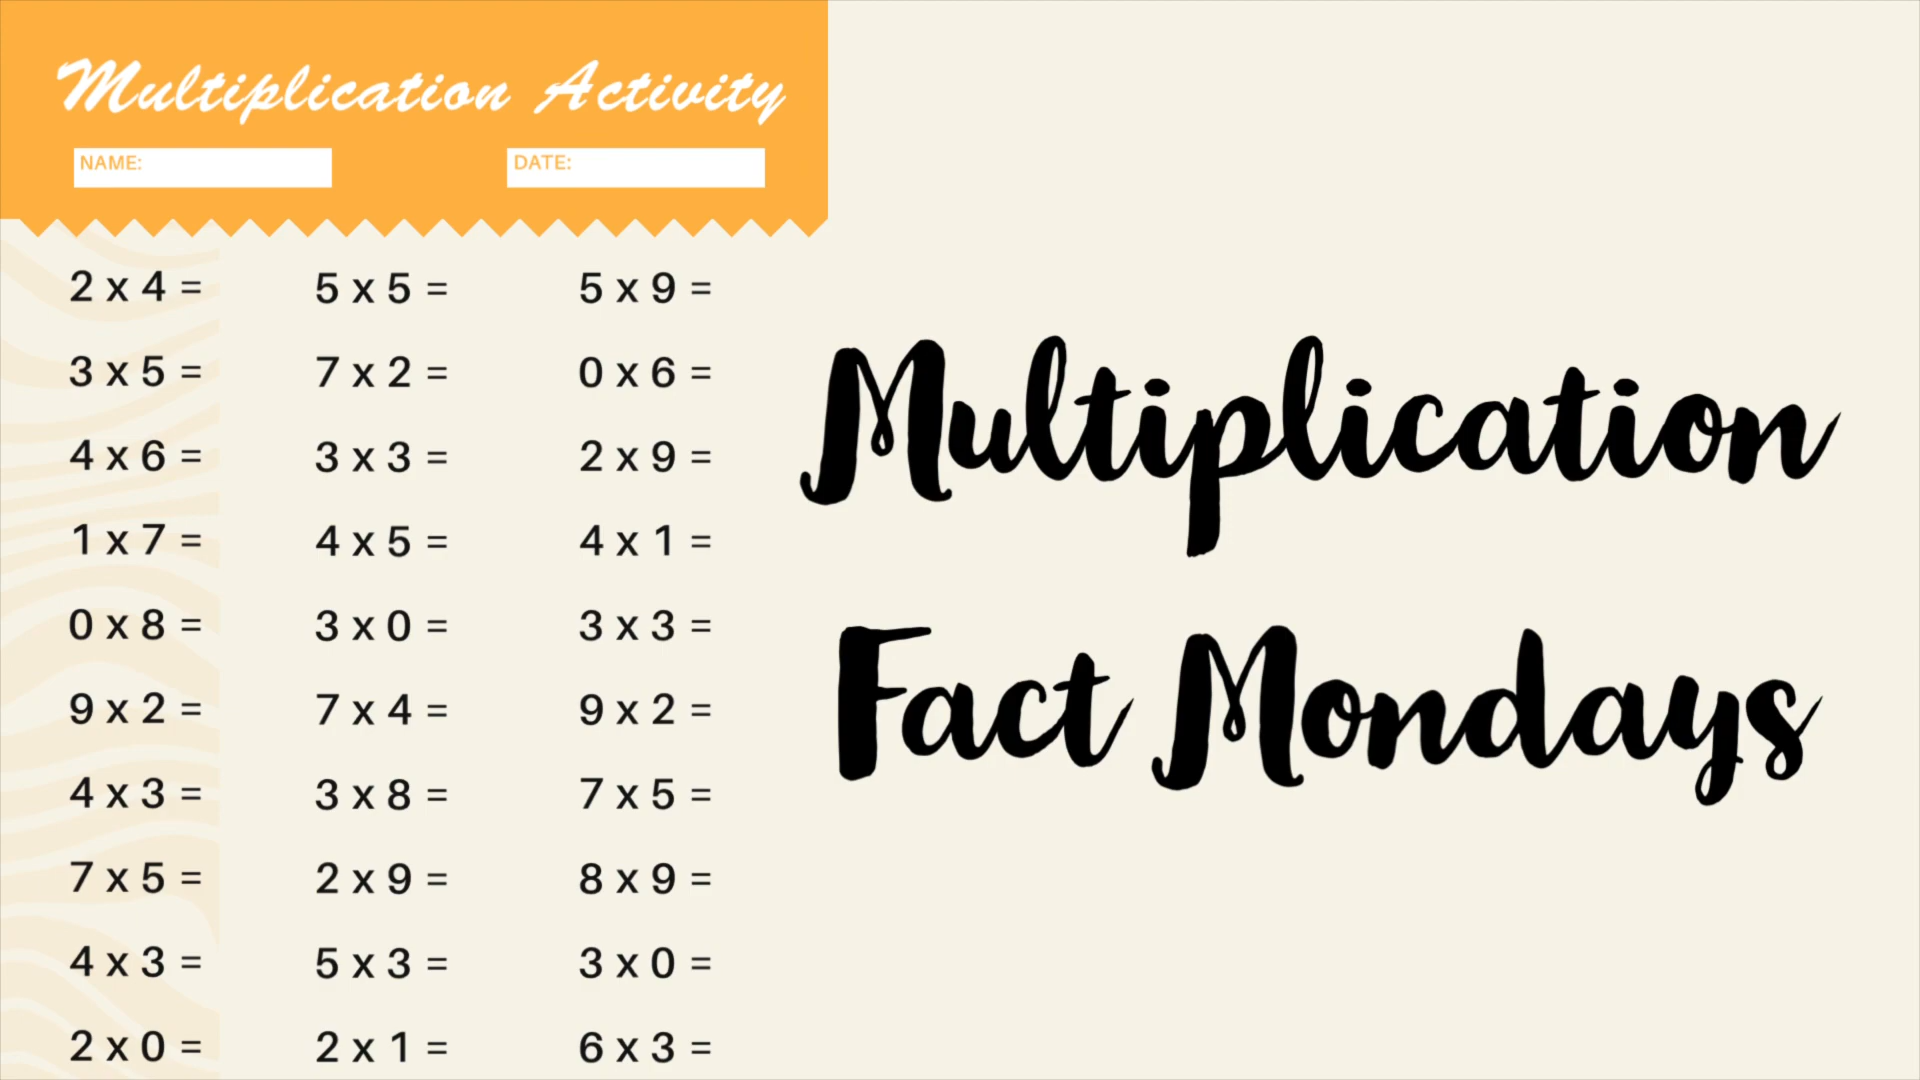 Multiplication Activity
NAME: DATE:
2 x 4 = 5 x 5 = 5 x 9 =
3 x 5 = 7 x 2 = 0 x 6 =
4 x 6 = 3 x 3 = 2 x 9 =
1 x 7 = 4 x 5 = 4 x 1 =
0 x 8 = 3 x 0 = 3 x 3 =
9 x 2 = 7 x 4 = 9 x 2 =
4 x 3 = 3 x 8 = 7 x 5 =
7 x 5 = 2 x 9 = 8 x 9 =
4 x 3 = 5 x 3 = 3 x 0 =
2 x 0 = 2 x 1 = 6 x 3 =
Multiplication
Fact Mondays